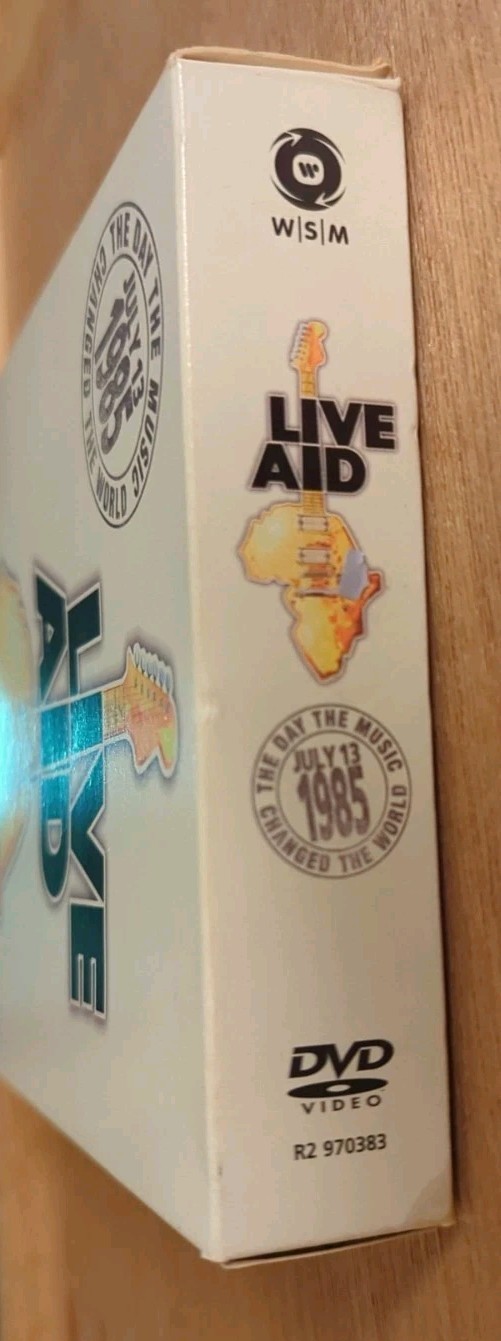 W|S|M
LIVE
AID
THE DAY THE MUSIC
CHANGED THE WORLD
JULY 13
1985
DVD
VIDEO
R2 970383
THE DAY THE MUSIC
CHANGED THE WORLD
JULY 13
1985
LIVE
AID